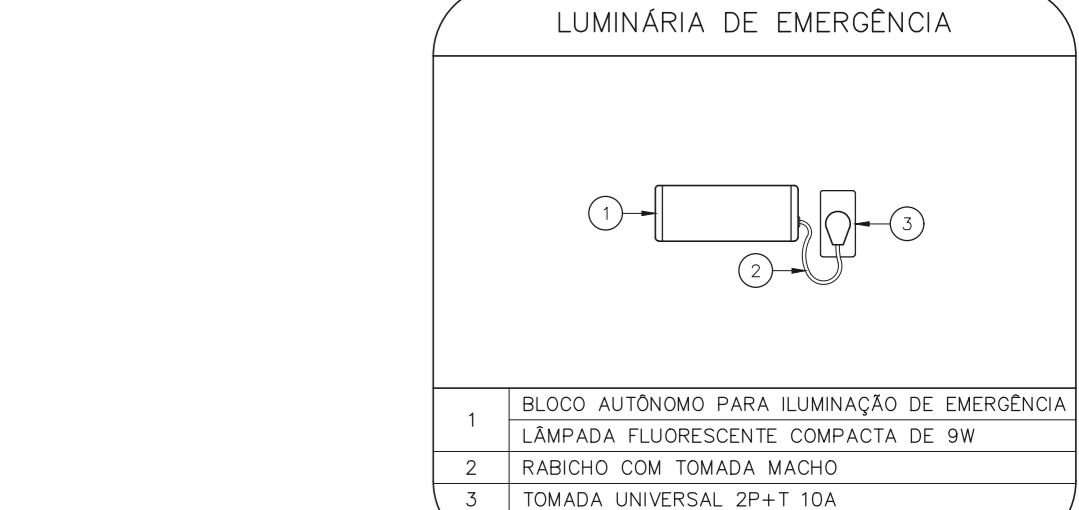 LUMINÁRIA DE EMERGÊNCIA
1
3
2
1 BLOCO AUTÔNOMO PARA ILUMINAÇÃO DE EMERGÊNCIA
LÂMPADA FLUORESCENTE COMPACTA DE 9W
2 RABICHO COM TOMADA MACHO
3 TOMADA UNIVERSAL 2P+T 10A